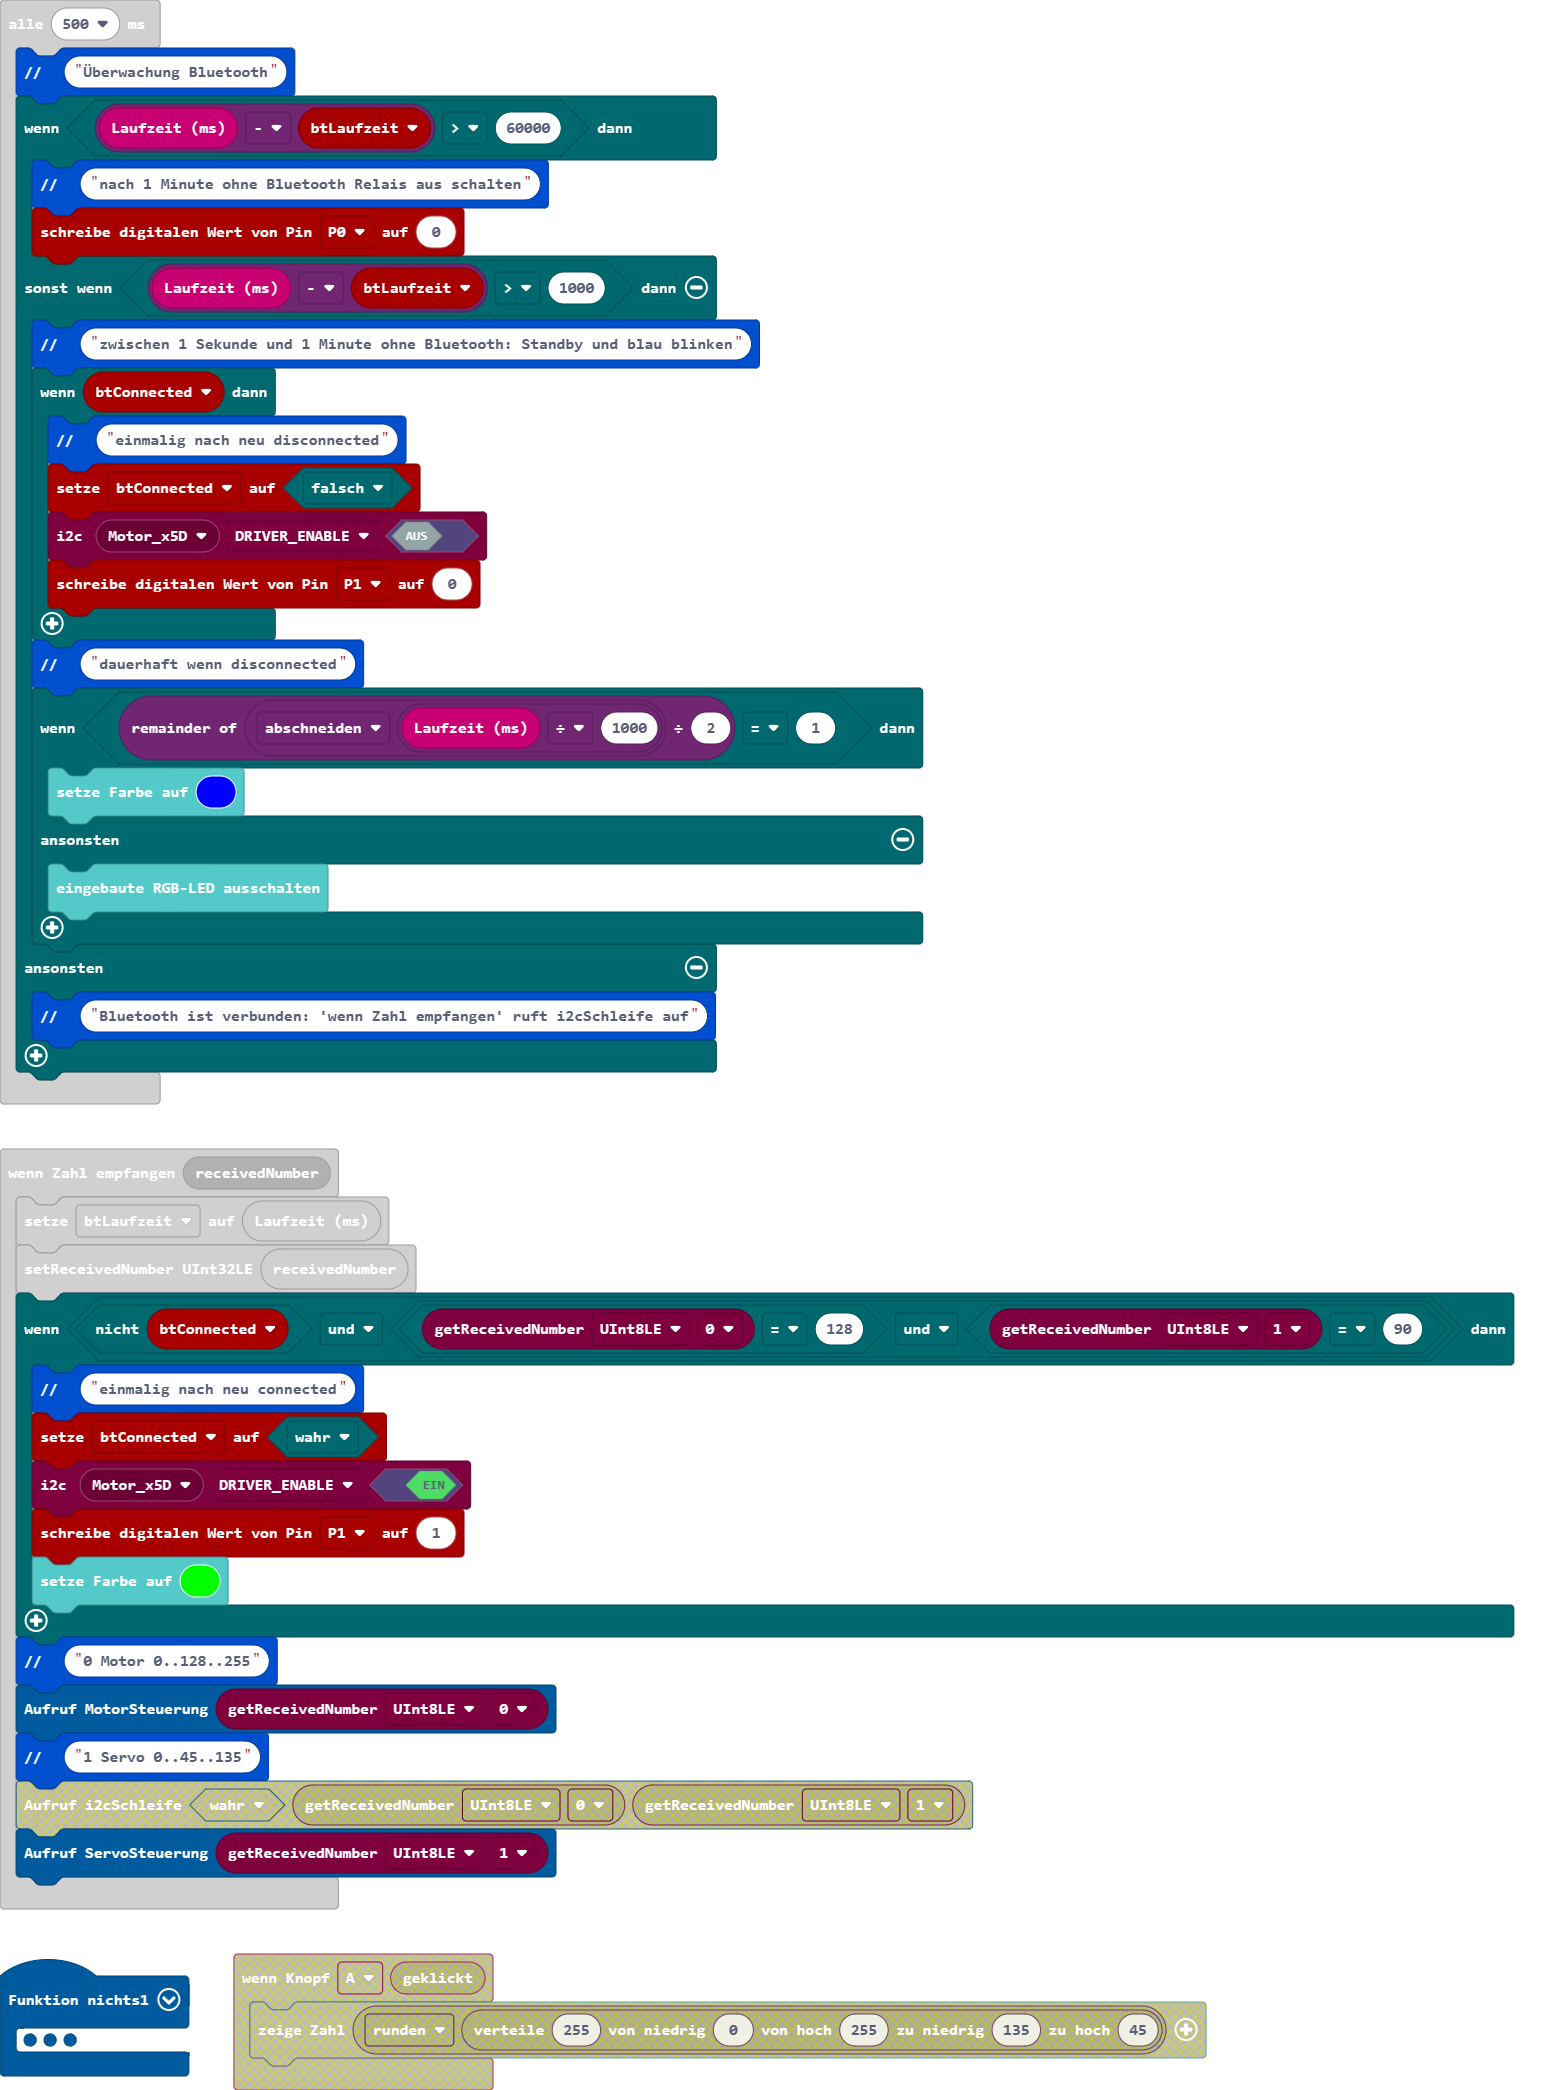 alle 500 ms
// "Überwachung Bluetooth"
wenn Laufzeit (ms) - btLaufzeit > 60000 dann
// "nach 1 Minute ohne Bluetooth Relais aus schalten"
schreibe digitalen Wert von Pin P0 auf 0
sonst wenn Laufzeit (ms) - btLaufzeit > 1000 dann
// "zwischen 1 Sekunde und 1 Minute ohne Bluetooth: Standby und blau blinken"
wenn btConnected dann
// "einmalig nach neu disconnected"
setze btConnected auf falsch
i2c Motor_x5D DRIVER_ENABLE AUS
schreibe digitalen Wert von Pin P1 auf 0
// "dauerhaft wenn disconnected"
wenn remainder of abschneiden Laufzeit (ms) ÷ 1000 ÷ 2 = 1 dann
setze Farbe auf
ansonsten
eingebaute RGB-LED ausschalten
ansonsten
// "Bluetooth ist verbunden: 'wenn Zahl empfangen' ruft i2cSchleife auf"
wenn Zahl empfangen receivedNumber
setze btLaufzeit auf Laufzeit (ms)
setReceivedNumber UInt32LE receivedNumber
wenn nicht btConnected und getReceivedNumber UInt8LE 0 = 128 und getReceivedNumber UInt8LE 1 = 90 dann
// "einmalig nach neu connected"
setze btConnected auf wahr
i2c Motor_x5D DRIVER_ENABLE EIN
schreibe digitalen Wert von Pin P1 auf 1
setze Farbe auf
// "0 Motor 0..128..255"
Aufruf MotorSteuerung getReceivedNumber UInt8LE 0
// "1 Servo 0..45..135"
Aufruf i2cSchleife wahr getReceivedNumber UInt8LE 0 getReceivedNumber UInt8LE 1
Aufruf ServoSteuerung getReceivedNumber UInt8LE 1
Funktion nichts1
wenn Knopf A geklickt
zeige Zahl runden verteile 255 von niedrig 0 von hoch 255 zu niedrig 135 zu hoch 45